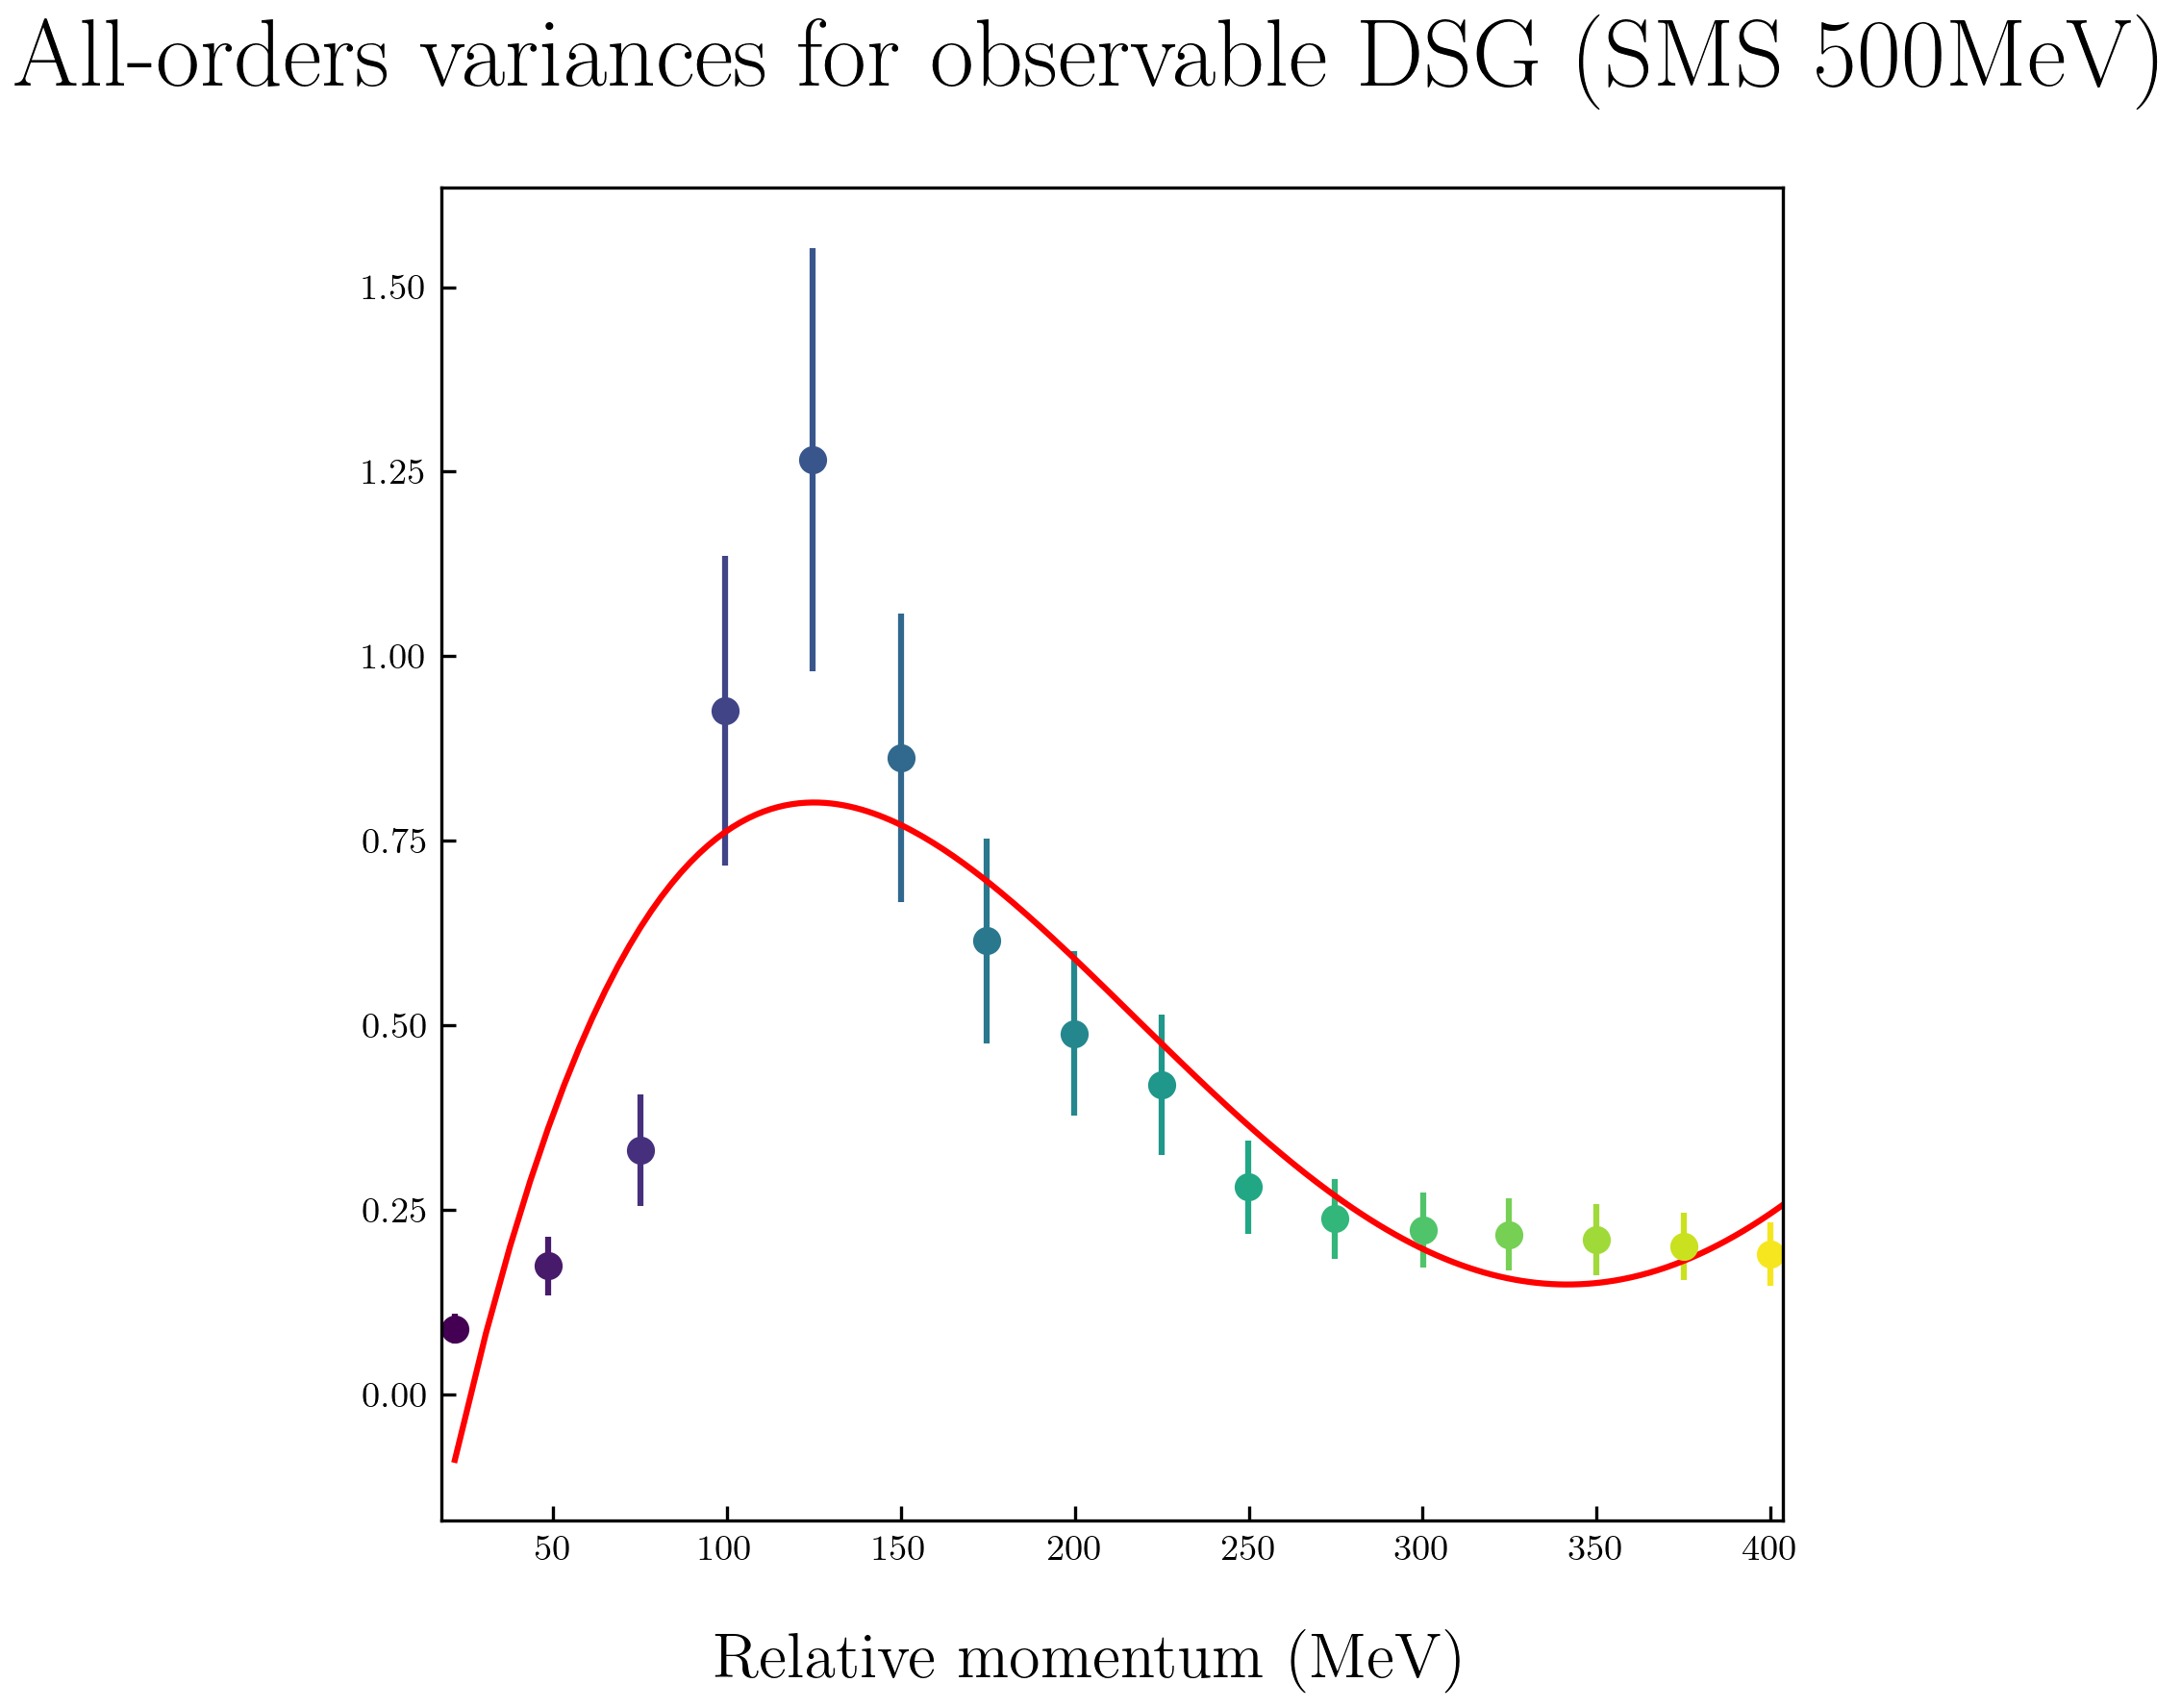 All-orders variances for observable DSG (SMS 500MeV)
1.50
1.25
1.00
0.75
0.50
0.25
0.00
50 100 150 200 250 300 350 400
Relative momentum (MeV)